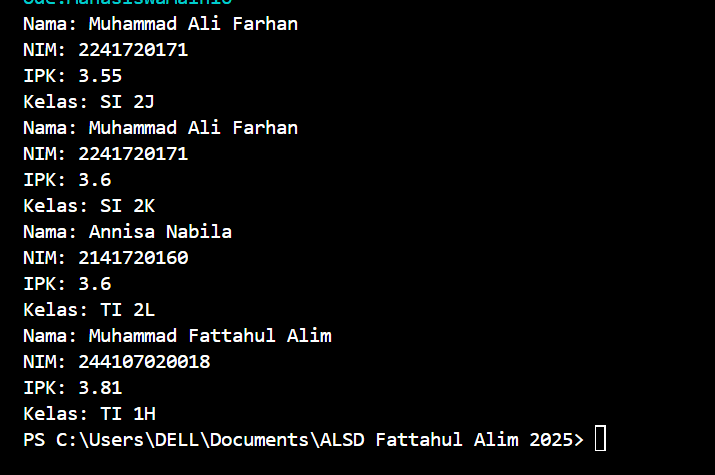 Nama: Muhammad Ali Farhan
NIM: 2241720171
IPK: 3.55
Kelas: SI 2J
Nama: Muhammad Ali Farhan
NIM: 2241720171
IPK: 3.6
Kelas: SI 2K
Nama: Annisa Nabila
NIM: 2141720160
IPK: 3.6
Kelas: TI 2L
Nama: Muhammad Fattahul Alim
NIM: 244107020018
IPK: 3.81
Kelas: TI 1H
PS C:\Users\DELL\Documents\ALSD Fattahul Alim 2025>